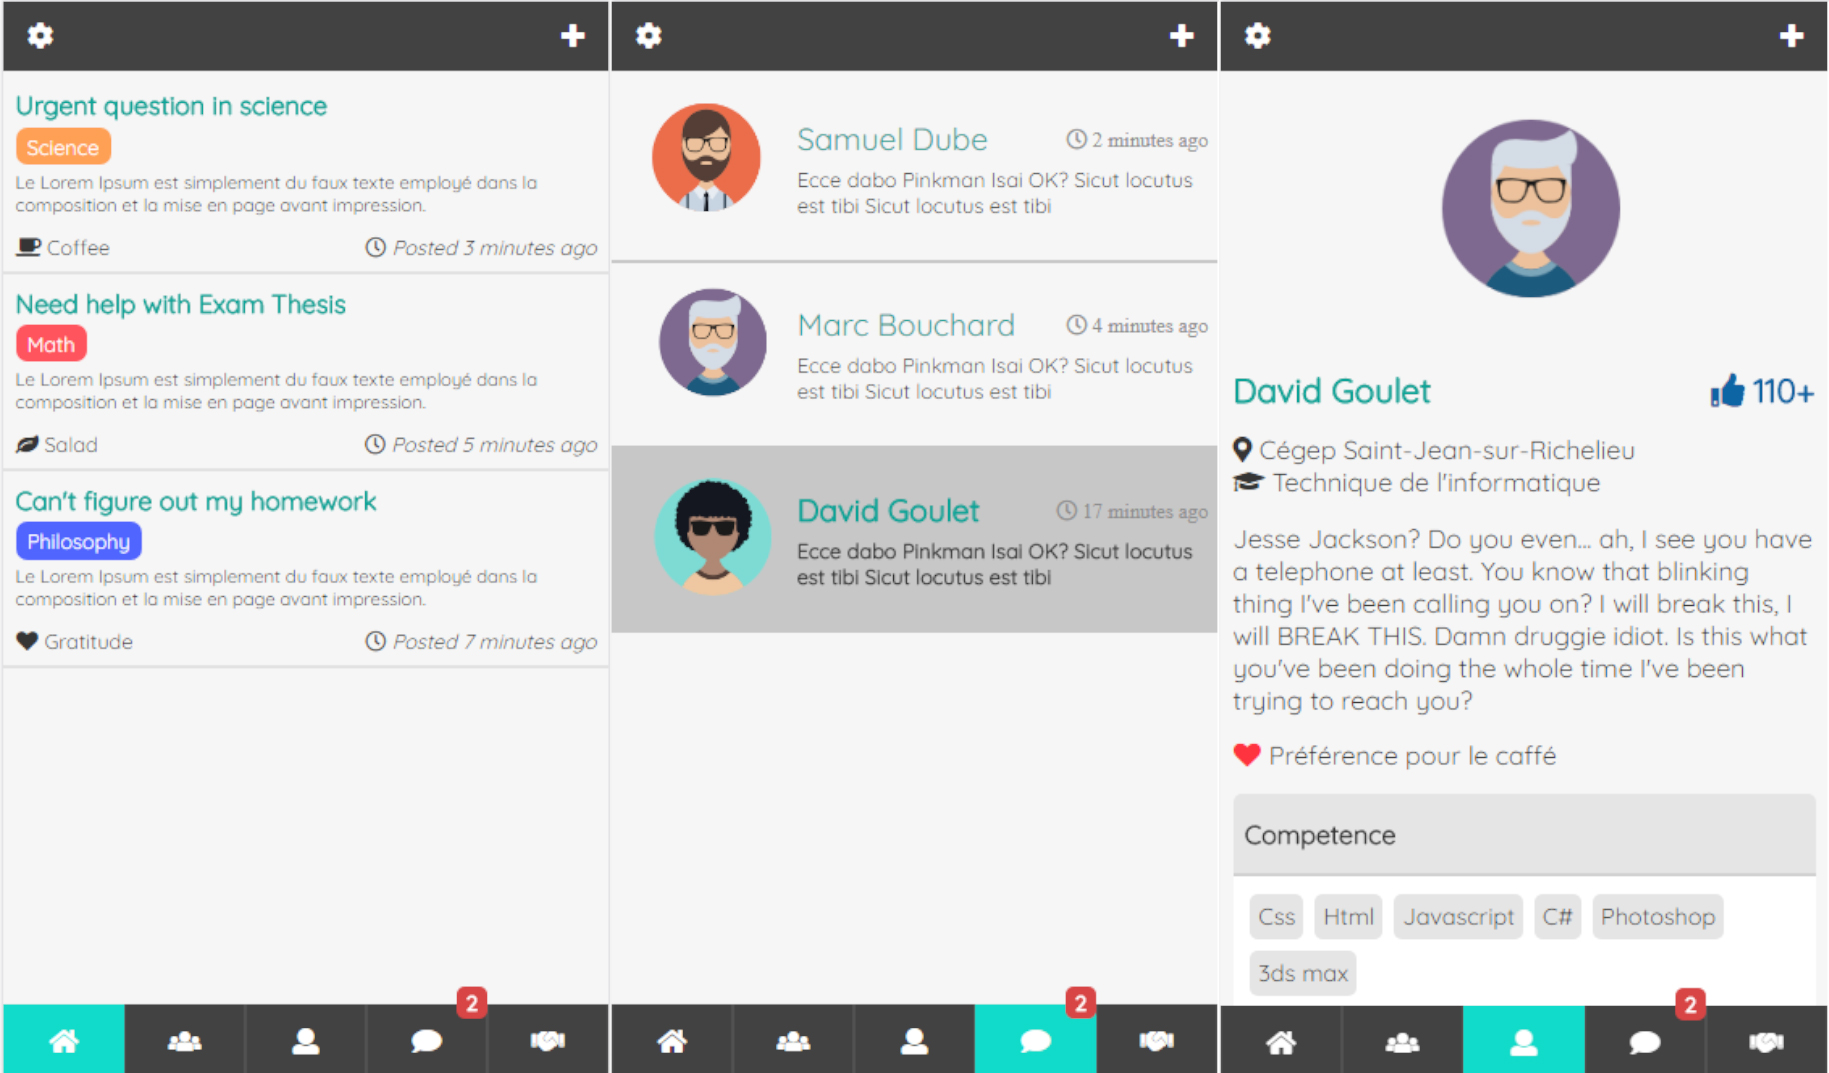 Urgent question in science
Science
Le Lorem Ipsum est simplement du faux texte employé dans la
composition et la mise en page avant impression.
Coffee
Posted 3 minutes ago
Need help with Exam Thesis
Math
Le Lorem Ipsum est simplement du faux texte employé dans la
composition et la mise en page avant impression.
Salad
Posted 5 minutes ago
Can't figure out my homework
Philosophy
Le Lorem Ipsum est simplement du faux texte employé dans la
composition et la mise en page avant impression.
Gratitude
Posted 7 minutes ago
2
Samuel Dube
2 minutes ago
Ecce dabo Pinkman Isai OK? Sicut locutus
est tibi Sicut locutus est tibi
Marc Bouchard
4 minutes ago
Ecce dabo Pinkman Isai OK? Sicut locutus
est tibi Sicut locutus est tibi
David Goulet
17 minutes ago
Ecce dabo Pinkman Isai OK? Sicut locutus
est tibi Sicut locutus est tibi
2
David Goulet
110+
Cégep Saint-Jean-sur-Richelieu
Technique de l'informatique
Jesse Jackson? Do you even... ah, I see you have
a telephone at least. You know that blinking
thing I've been calling you on? I will break this, I
will BREAK THIS. Damn druggie idiot. Is this what
you've been doing the whole time I've been
trying to reach you?
Préférence pour le caffé
Competence
Css Html Javascript C# Photoshop
3ds max
2